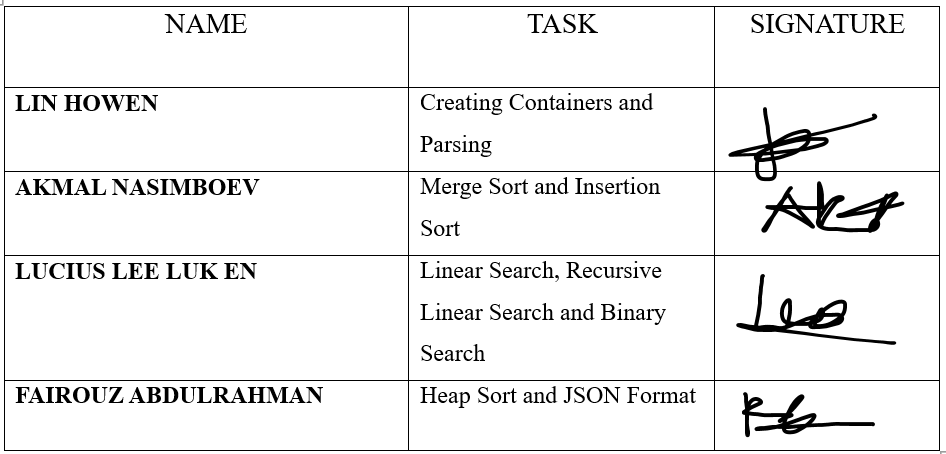 NAME TASK SIGNATURE
LIN HOWEN Creating Containers and
Parsing
AKMAL NASIMBOEV Merge Sort and Insertion
Sort
LUCIUS LEE LUK EN Linear Search, Recursive
Linear Search and Binary
Search
FAIROUZ ABDULRAHMAN Heap Sort and JSON Format